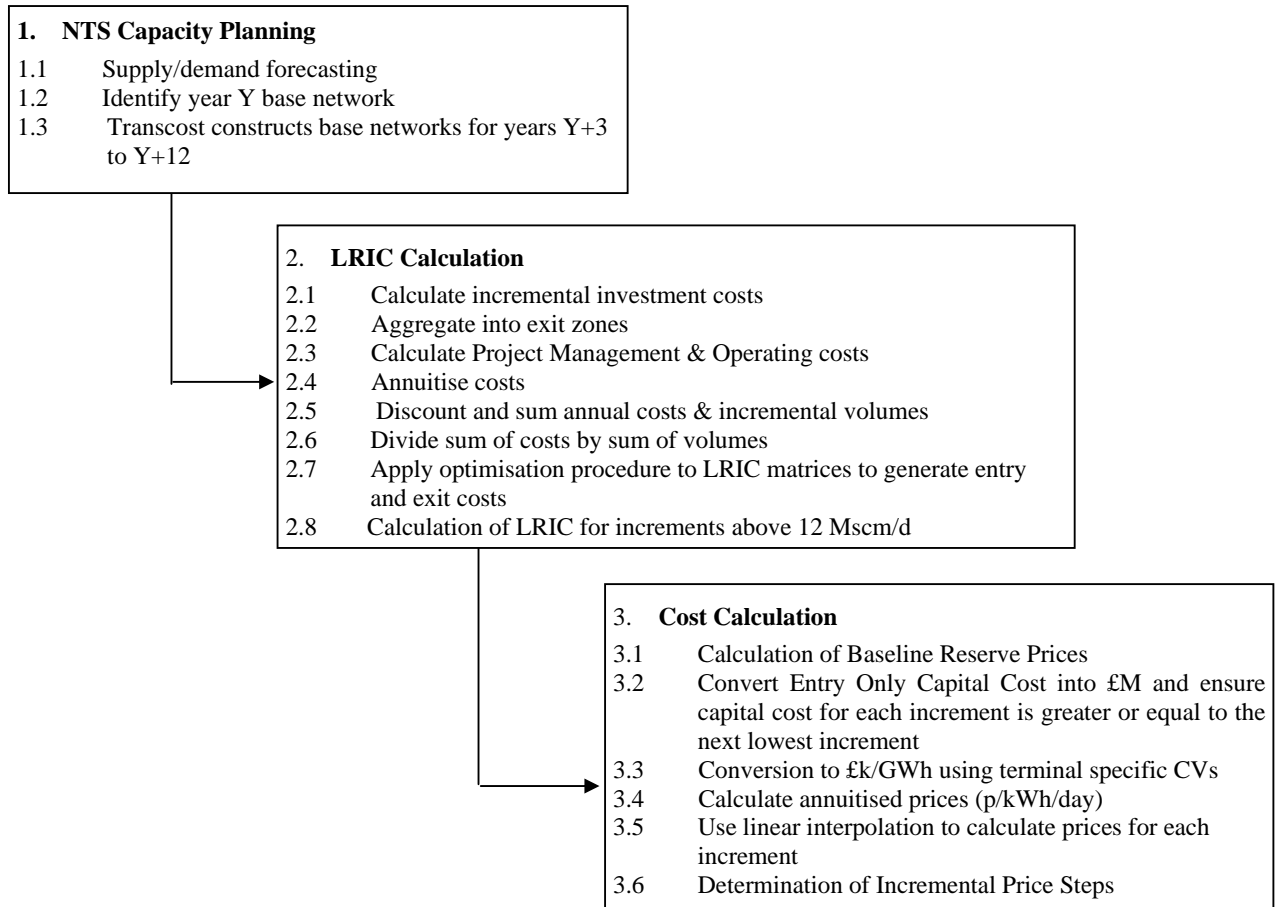 1. NTS Capacity Planning
1.1 Supply/demand forecasting
1.2 Identify year Y base network
1.3 Transcost constructs base networks for years Y+3
to Y+12
2. LRIC Calculation
2.1 Calculate incremental investment costs
2.2 Aggregate into exit zones
2.3 Calculate Project Management & Operating costs
2.4 Annuitise costs
2.5 Discount and sum annual costs & incremental volumes
2.6 Divide sum of costs by sum of volumes
2.7 Apply optimisation procedure to LRIC matrices to generate entry
and exit costs
2.8 Calculation of LRIC for increments above 12 Mscm/d
3. Cost Calculation
3.1 Calculation of Baseline Reserve Prices
3.2 Convert Entry Only Capital Cost into £M and ensure
capital cost for each increment is greater or equal to the
next lowest increment
3.3 Conversion to £k/GWh using terminal specific CVs
3.4 Calculate annuitised prices (p/kWh/day)
3.5 Use linear interpolation to calculate prices for each
increment
3.6 Determination of Incremental Price Steps